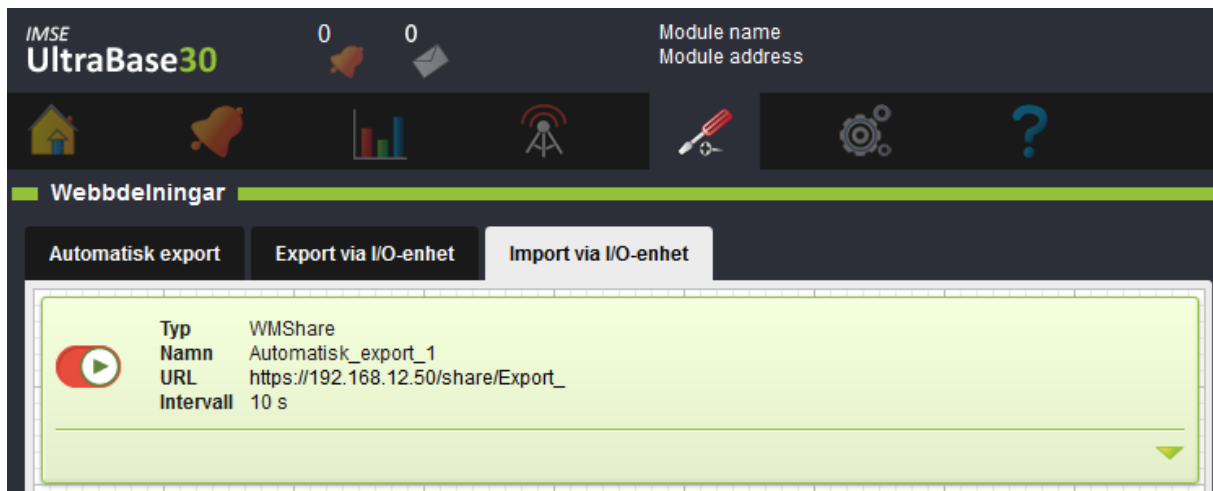 IMSE
UltraBase30
0 0
Module name
Module address
Webbdelningar
Automatisk export Export via I/O-enhet Import via I/O-enhet
Typ WMShare
Namn Automatisk_export_1
URL https://192.168.12.50/share/Export_
Intervall 10 s